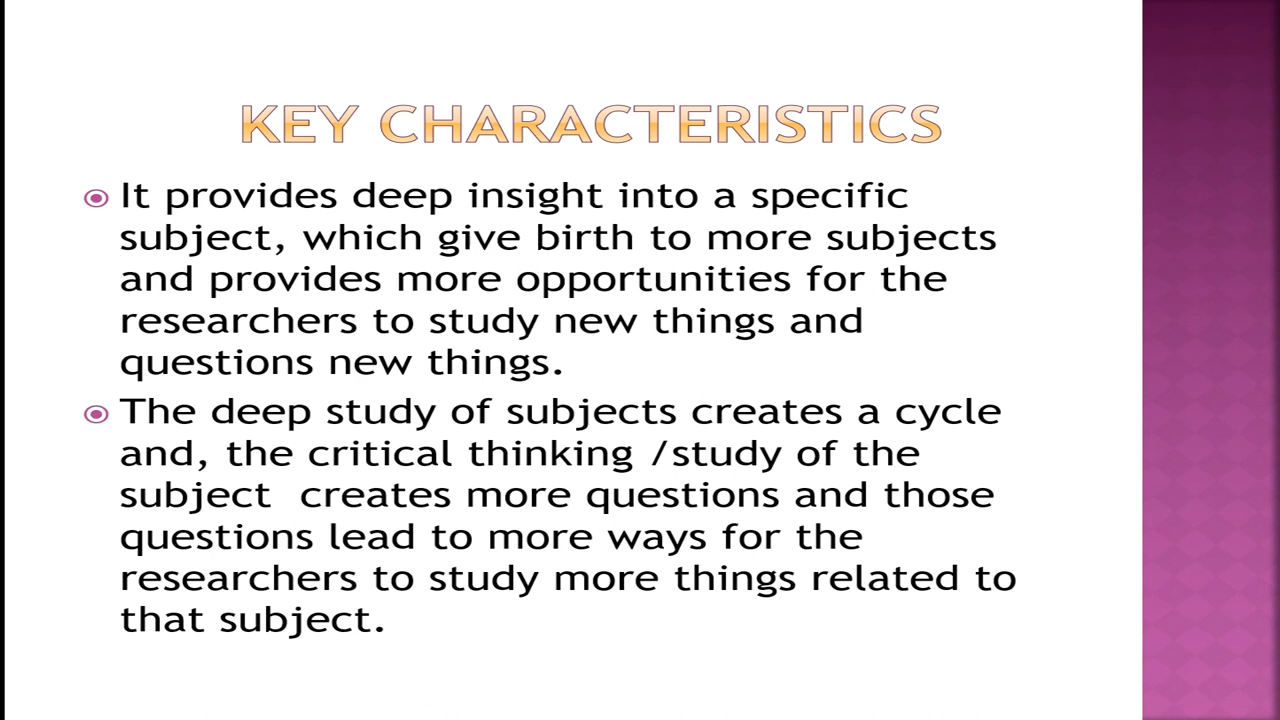 KEY CHARACTERISTICS
It provides deep insight into a specific
subject, which give birth to more subjects
and provides more opportunities for the
researchers to study new things and
questions new things.
The deep study of subjects creates a cycle
and, the critical thinking /study of the
subject  creates more questions and those
questions lead to more ways for the
researchers to study more things related to
that subject.